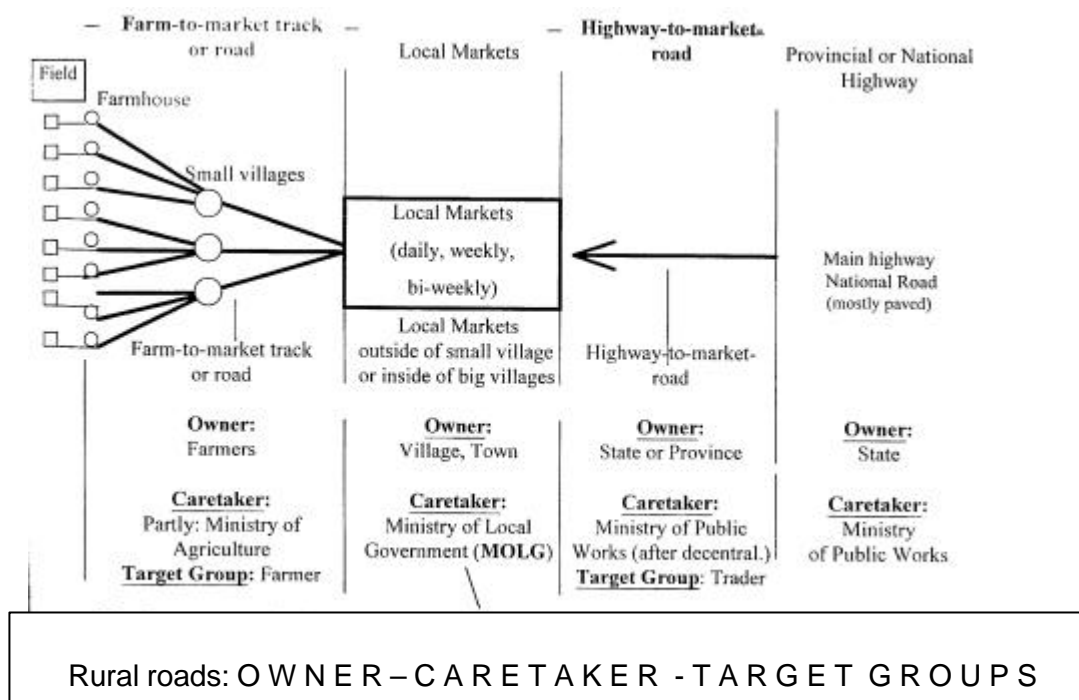 Farm-to-market track
or road
Local Markets
Highway-to-market-
road
Provincial or National
Highway
Field
Farmhouse
Small villages
Local Markets
(daily, weekly,
bi-weekly)
Main highway
National Road
(mostly paved)
Farm-to-market track
or road
Local Markets
outside of small village
or inside of big villages
Highway-to-market-
road
Owner:
Farmers
Owner:
Village, Town
Owner:
State or Province
Owner:
State
Caretaker:
Partly: Ministry of
Agriculture
Target Group: Farmer
Caretaker:
Ministry of Local
Government (MOLG)
Caretaker:
Ministry of Public
Works (after decentral.)
Target Group: Trader
Caretaker:
Ministry
of Public Works
Rural roads: O W N E R – C A R E T A K E R - T A R G E T G R O U P S